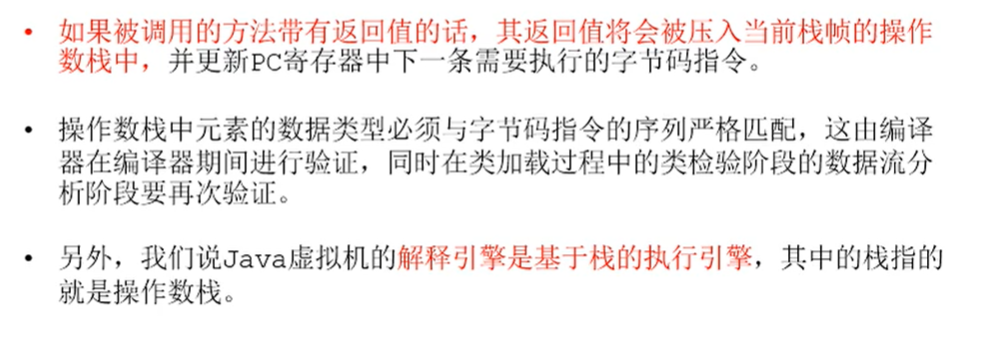 • 如果被调用的方法带有返回值的话，其返回值将会被压入当前栈帧的操作
数栈中，并更新PC寄存器中下一条需要执行的字节码指令。
• 操作数栈中元素的数据类型必须与字节码指令的序列严格匹配，这由编译
器在编译器期间进行验证，同时在类加载过程中的类检验阶段的数据流分
析阶段要再次验证。
• 另外，我们说Java虚拟机的解释引擎是基于栈的执行引擎，其中的栈指的
就是操作数栈。